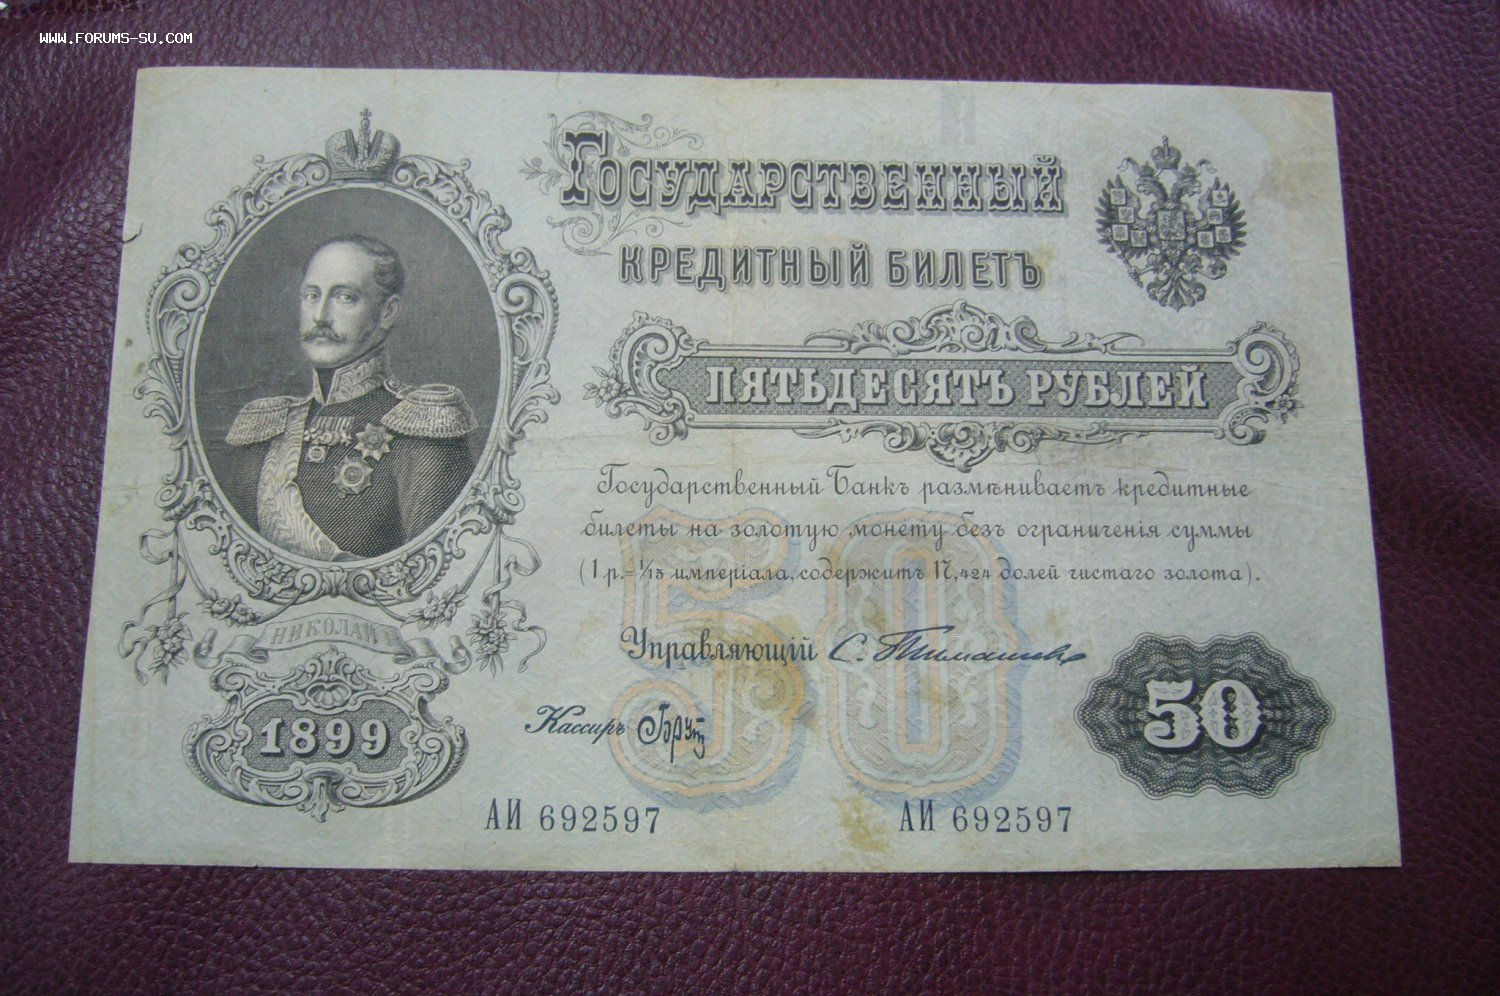 WWW.FORUMS-SU.COM
Государственный
кредитный билетъ
пятьдесятъ рублей
Государственный Банкъ размѣниваетъ кредитные
билеты на золотую монету безъ ограниченія суммы
(1 р.=1/15 имперіала, содержитъ 17,424 долей чистаго золота).
Управляющій С. Тимашевъ
Кассиръ
НИКОЛАЙ I
1899
50
50
АИ 692597
АИ 692597